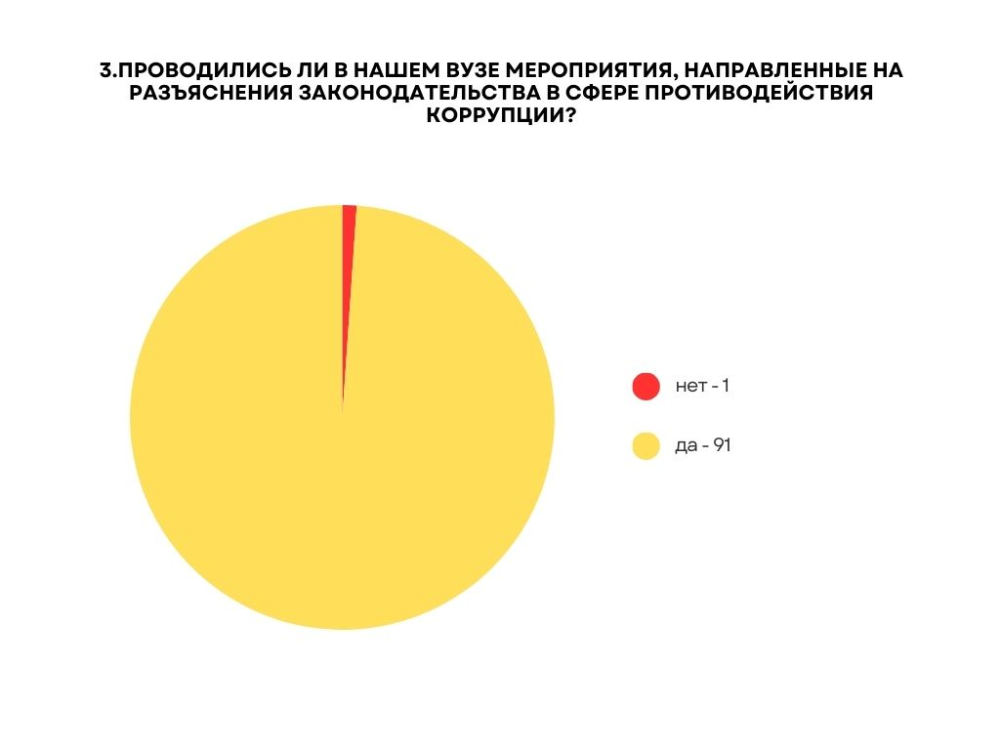 3.ПРОВОДИЛИСЬ ЛИ В НАШЕМ ВУЗЕ МЕРОПРИЯТИЯ, НАПРАВЛЕННЫЕ НА
РАЗЪЯСНЕНИЯ ЗАКОНОДАТЕЛЬСТВА В СФЕРЕ ПРОТИВОДЕЙСТВИЯ
КОРРУПЦИИ?
нет - 1
да - 91